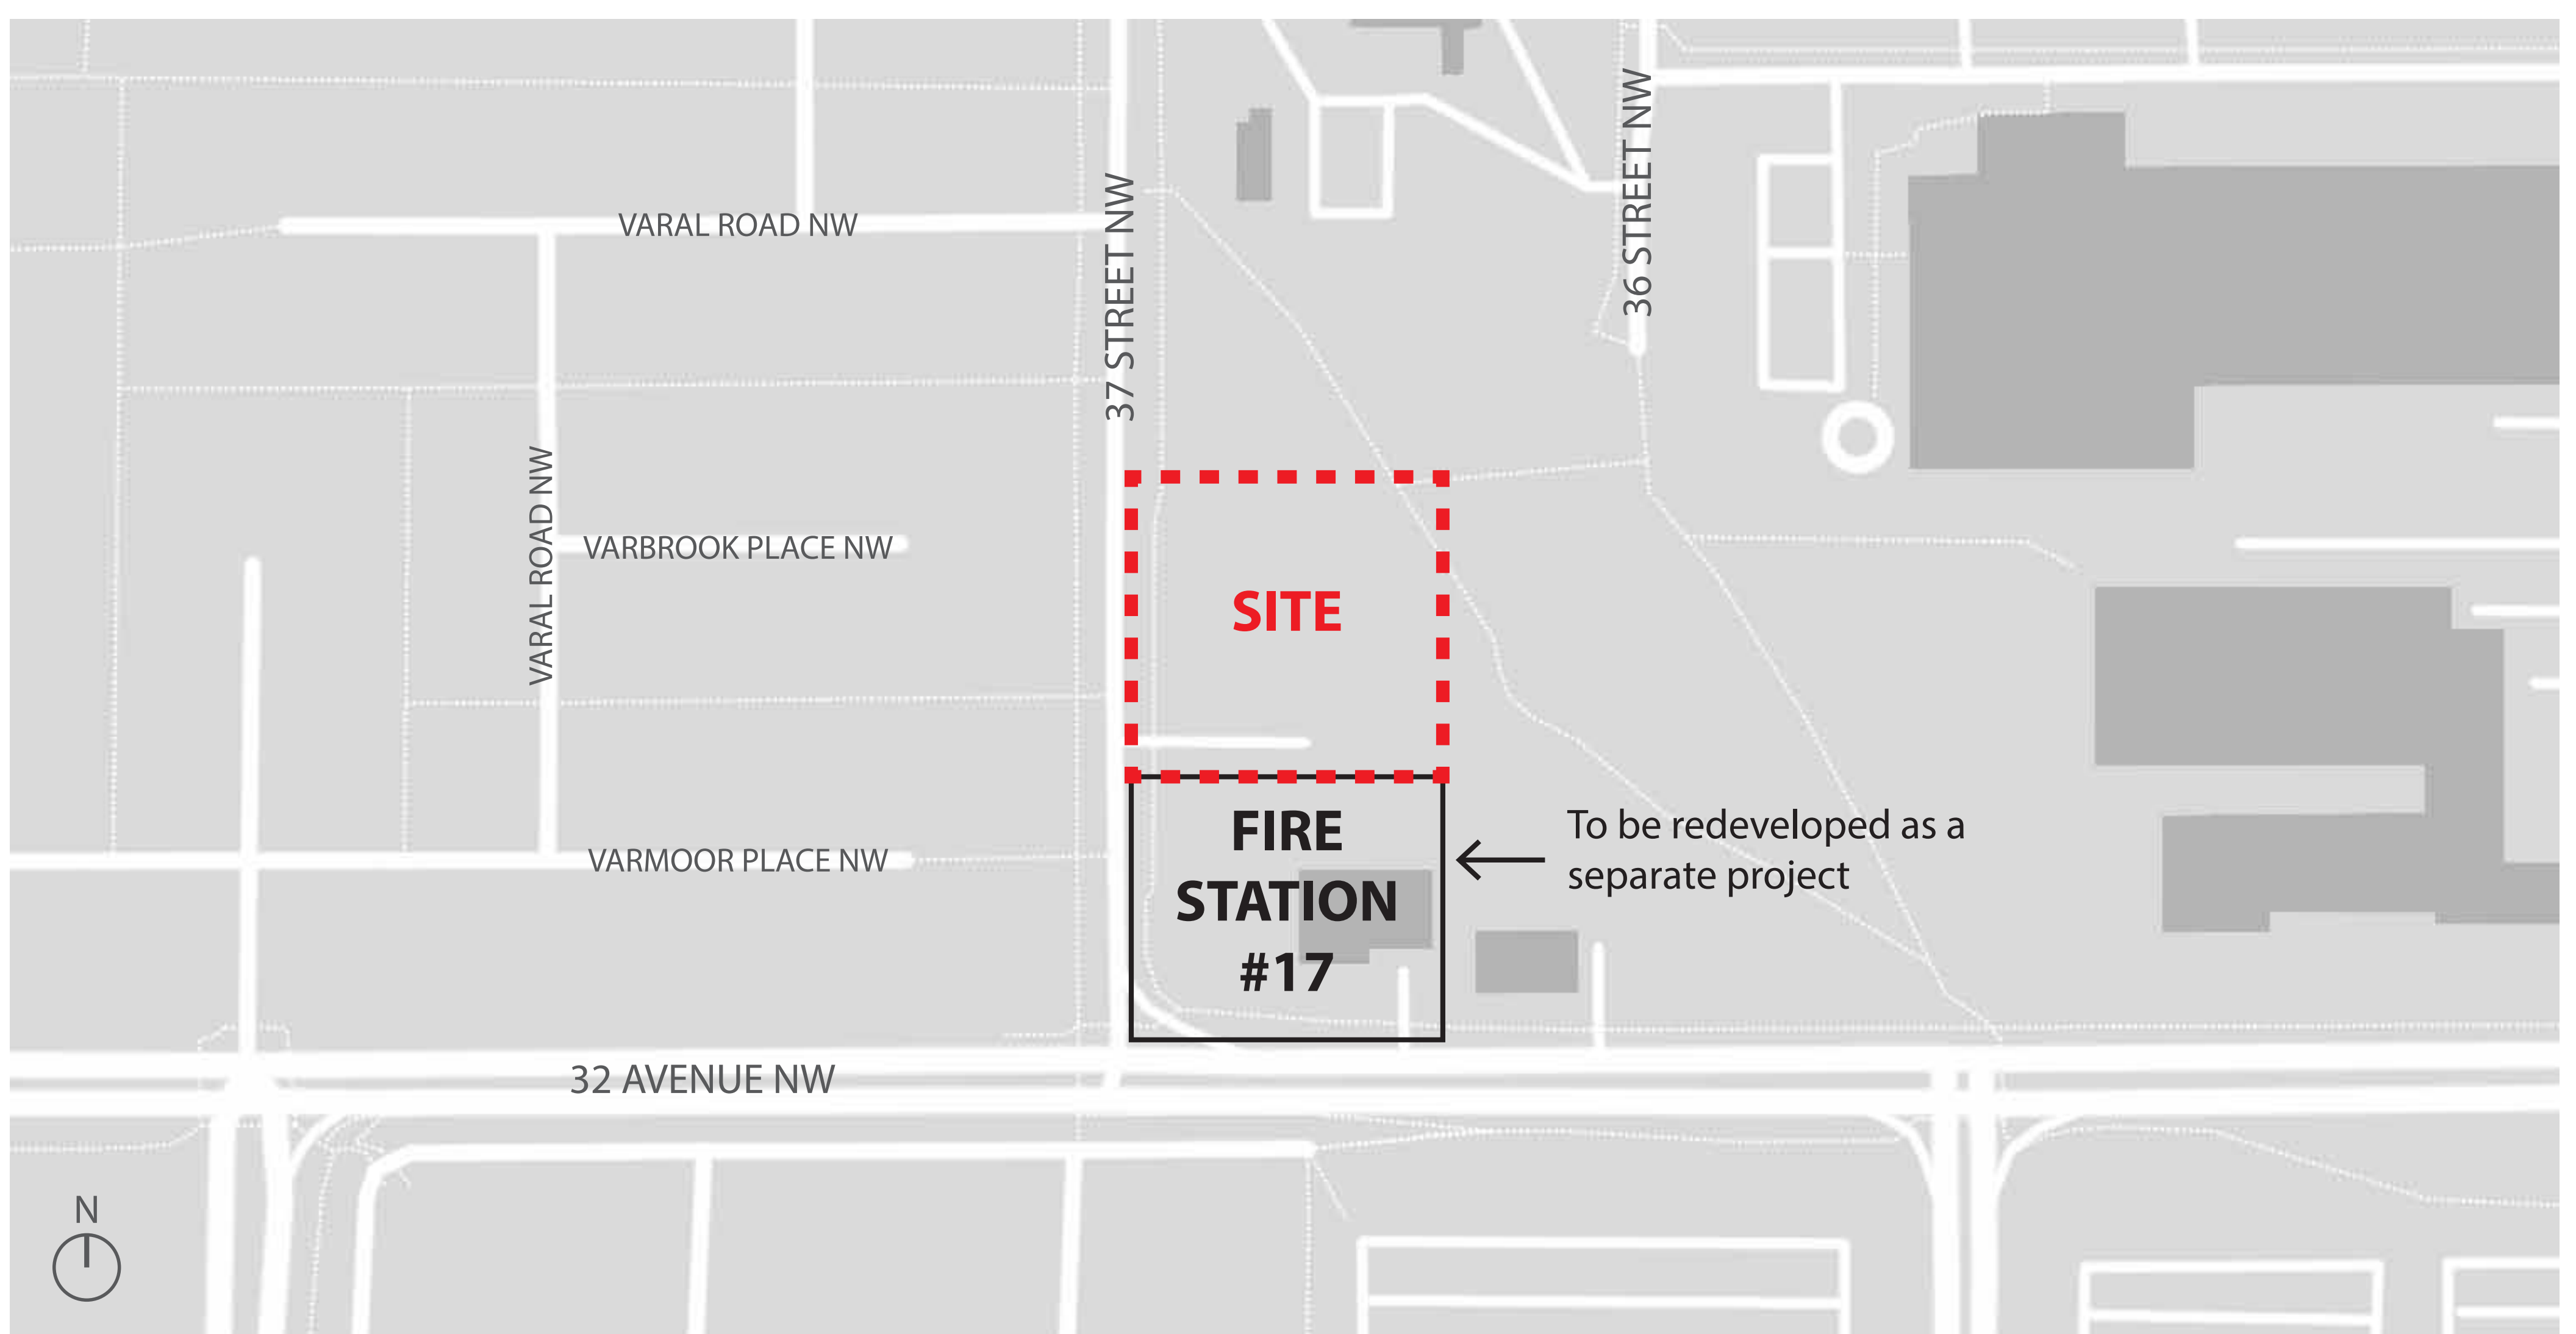 36 STREET NW
37 STREET NW
VARAL ROAD NW
VARAL ROAD NW
VARBROOK PLACE NW
SITE
FIRE
STATION
#17
To be redeveloped as a
separate project
VARMOOR PLACE NW
32 AVENUE NW
N